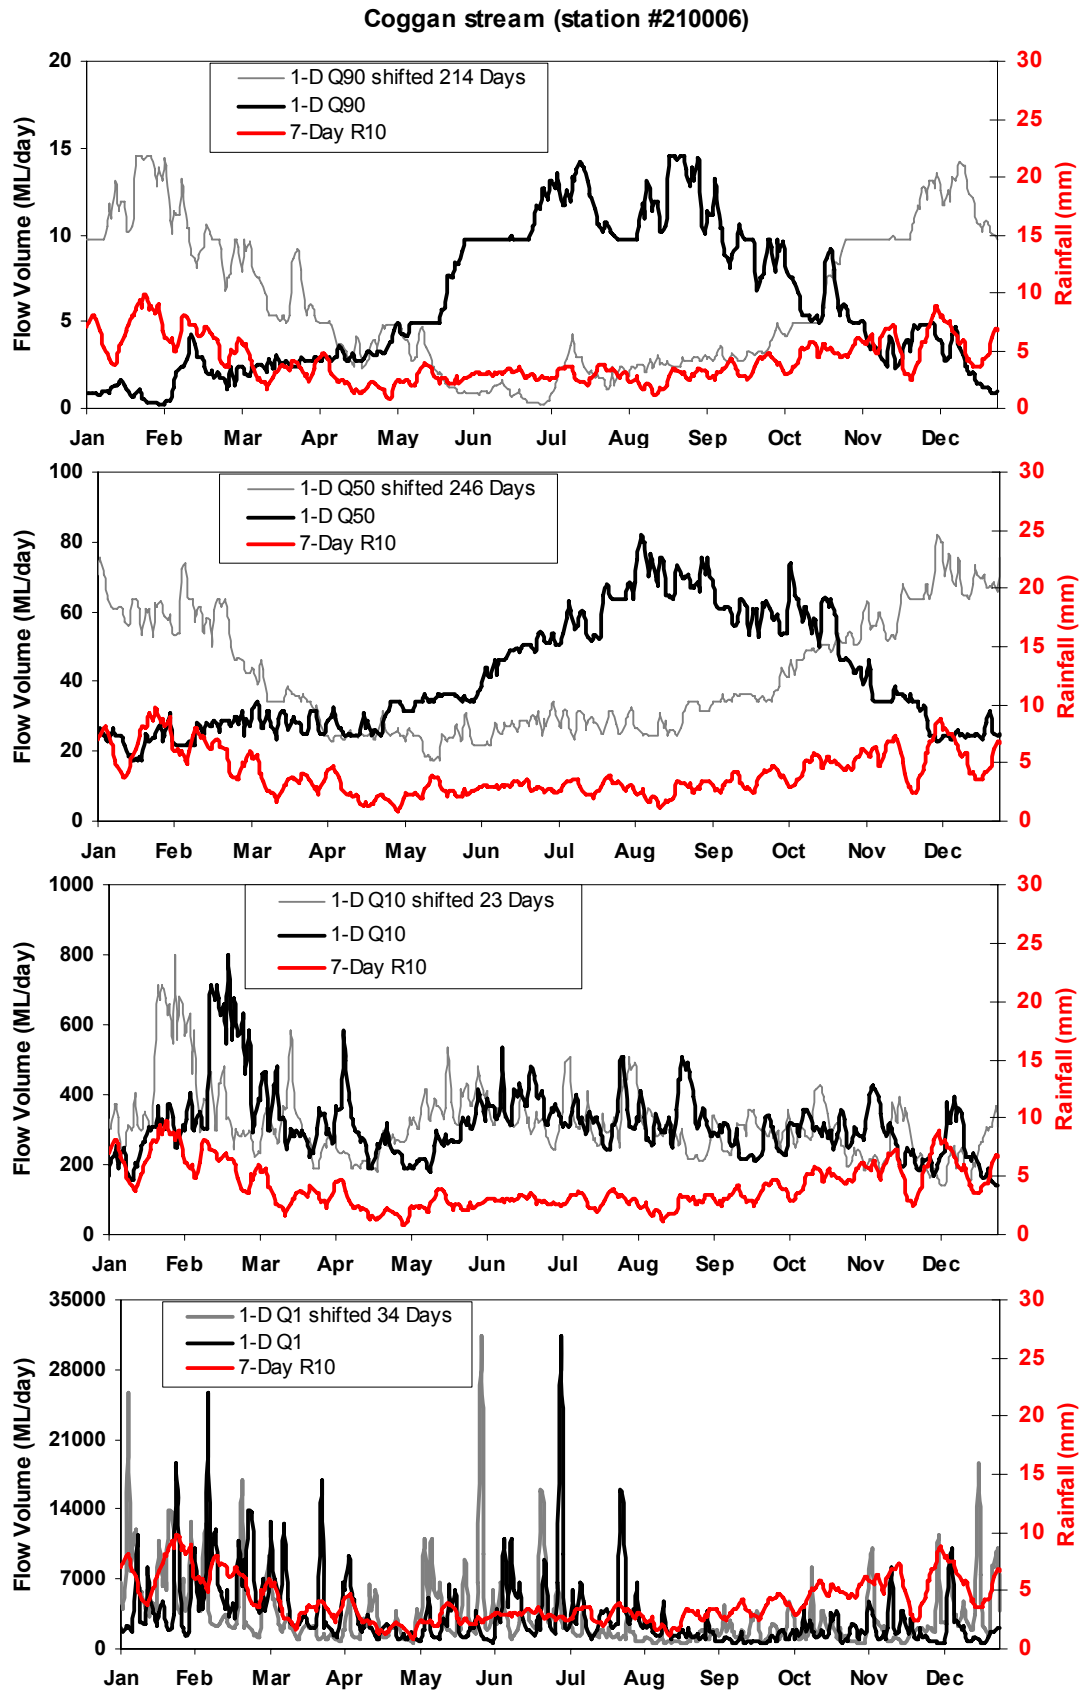 Coggan stream (station #210006)
20 30
1-D Q90 shifted 214 Days
1-D Q90
7-Day R10
25
15
20
10 15
10
5
5
0 0
Flow Volume (ML/day)
Rainfall (mm)
Jan Feb Mar Apr May Jun Jul Aug Sep Oct Nov Dec
100 30
1-D Q50 shifted 246 Days
1-D Q50
7-Day R10
25
80
20
60
15
40
10
20
5
0 0
Flow Volume (ML/day)
Rainfall (mm)
Jan Feb Mar Apr May Jun Jul Aug Sep Oct Nov Dec
1000 30
1-D Q10 shifted 23 Days
1-D Q10
7-Day R10
25
800
20
600
15
400
10
200
5
0 0
Flow Volume (ML/day)
Rainfall (mm)
Jan Feb Mar Apr May Jun Jul Aug Sep Oct Nov Dec
35000 30
1-D Q1 shifted 34 Days
1-D Q1
7-Day R10
28000
25
20
21000
15
14000
10
7000
5
0 0
Flow Volume (ML/day)
Rainfall (mm)
Jan Feb Mar Apr May Jun Jul Aug Sep Oct Nov Dec